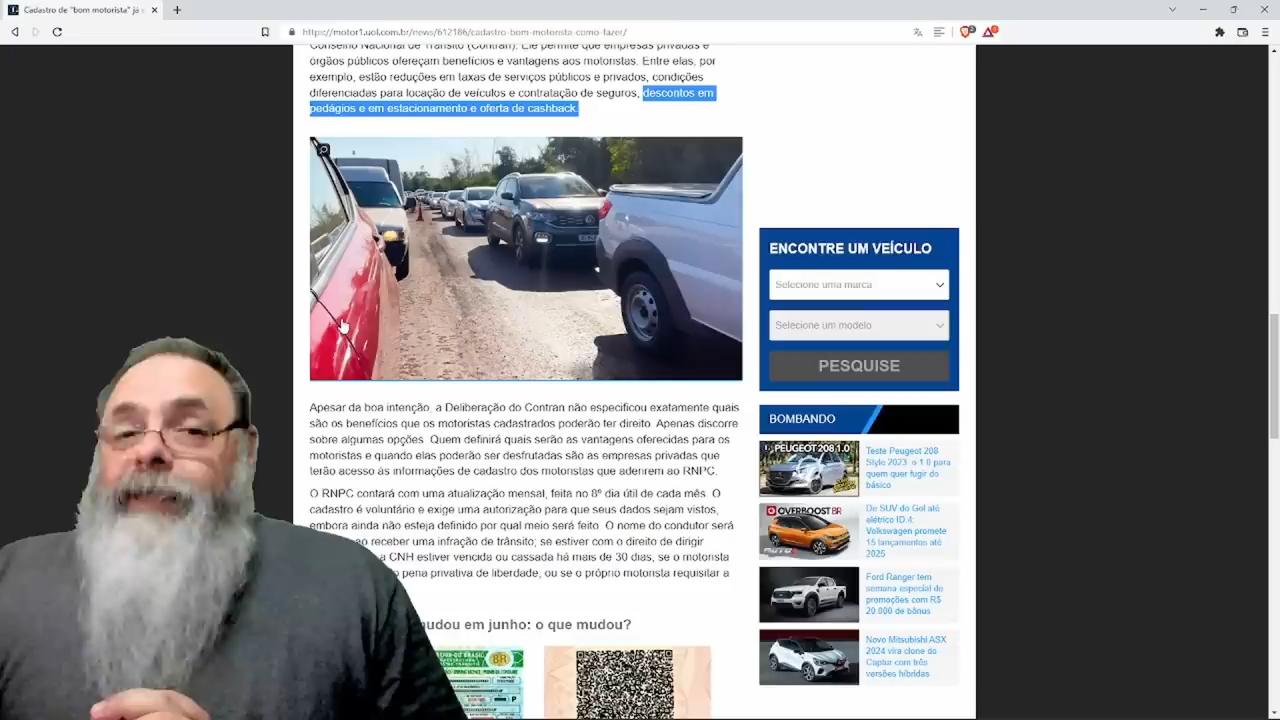 Cadastro de "bom motorista" já
https://motor1.uol.com.br/news/612186/cadastro-bom-motorista-como-fazer/
Conselho Nacional de Trânsito (Contran). Ele permite que empresas privadas e
órgãos públicos ofereçam benefícios e vantagens aos motoristas. Entre elas, por
exemplo, estão reduções em taxas de serviços públicos e privados, condições
diferenciadas para locação de veículos e contratação de seguros, descontos em
pedágios e em estacionamento e oferta de cashback.
ENCONTRE UM VEÍCULO
Selecione uma marca
Selecione um modelo
PESQUISE
Apesar da boa intenção, a Deliberação do Contran não especificou exatamente quais
são os benefícios que os motoristas cadastrados poderão ter direito. Apenas discorre
sobre algumas opções. Quem definirá quais serão as vantagens oferecidas para os
motoristas e quando elas poderão ser desfrutadas são as empresas privadas que
terão acesso às informações de cadastro dos motoristas que aderirem ao RNPC.
O RNPC contará com uma atualização mensal, feita no 8º dia útil de cada mês. O
cadastro é voluntário e exige uma autorização para que seus dados sejam vistos,
embora ainda não esteja definido por qual meio será feito. O nome do condutor será
receber uma infração de trânsito; se estiver com o direito de dirigir
a CNH estiver vencida ou cassada há mais de 30 dias, se o motorista
pena privativa de liberdade; ou se o próprio motorista requisitar a
mudou em junho: o que mudou?
BR
P
BOMBANDO
PEUGEOT 208 1.0
Teste Peugeot 208
Style 2023: o 1.0 para
quem quer fugir do
básico
OVERBOOST BR
De SUV do Gol até
elétrico ID.4:
Volkswagen promete
15 lançamentos até
2025
Ford Ranger tem
semana especial de
promoções com R$
20.000 de bônus
Novo Mitsubishi ASX
2024 vira clone do
Captur com três
versões híbridas